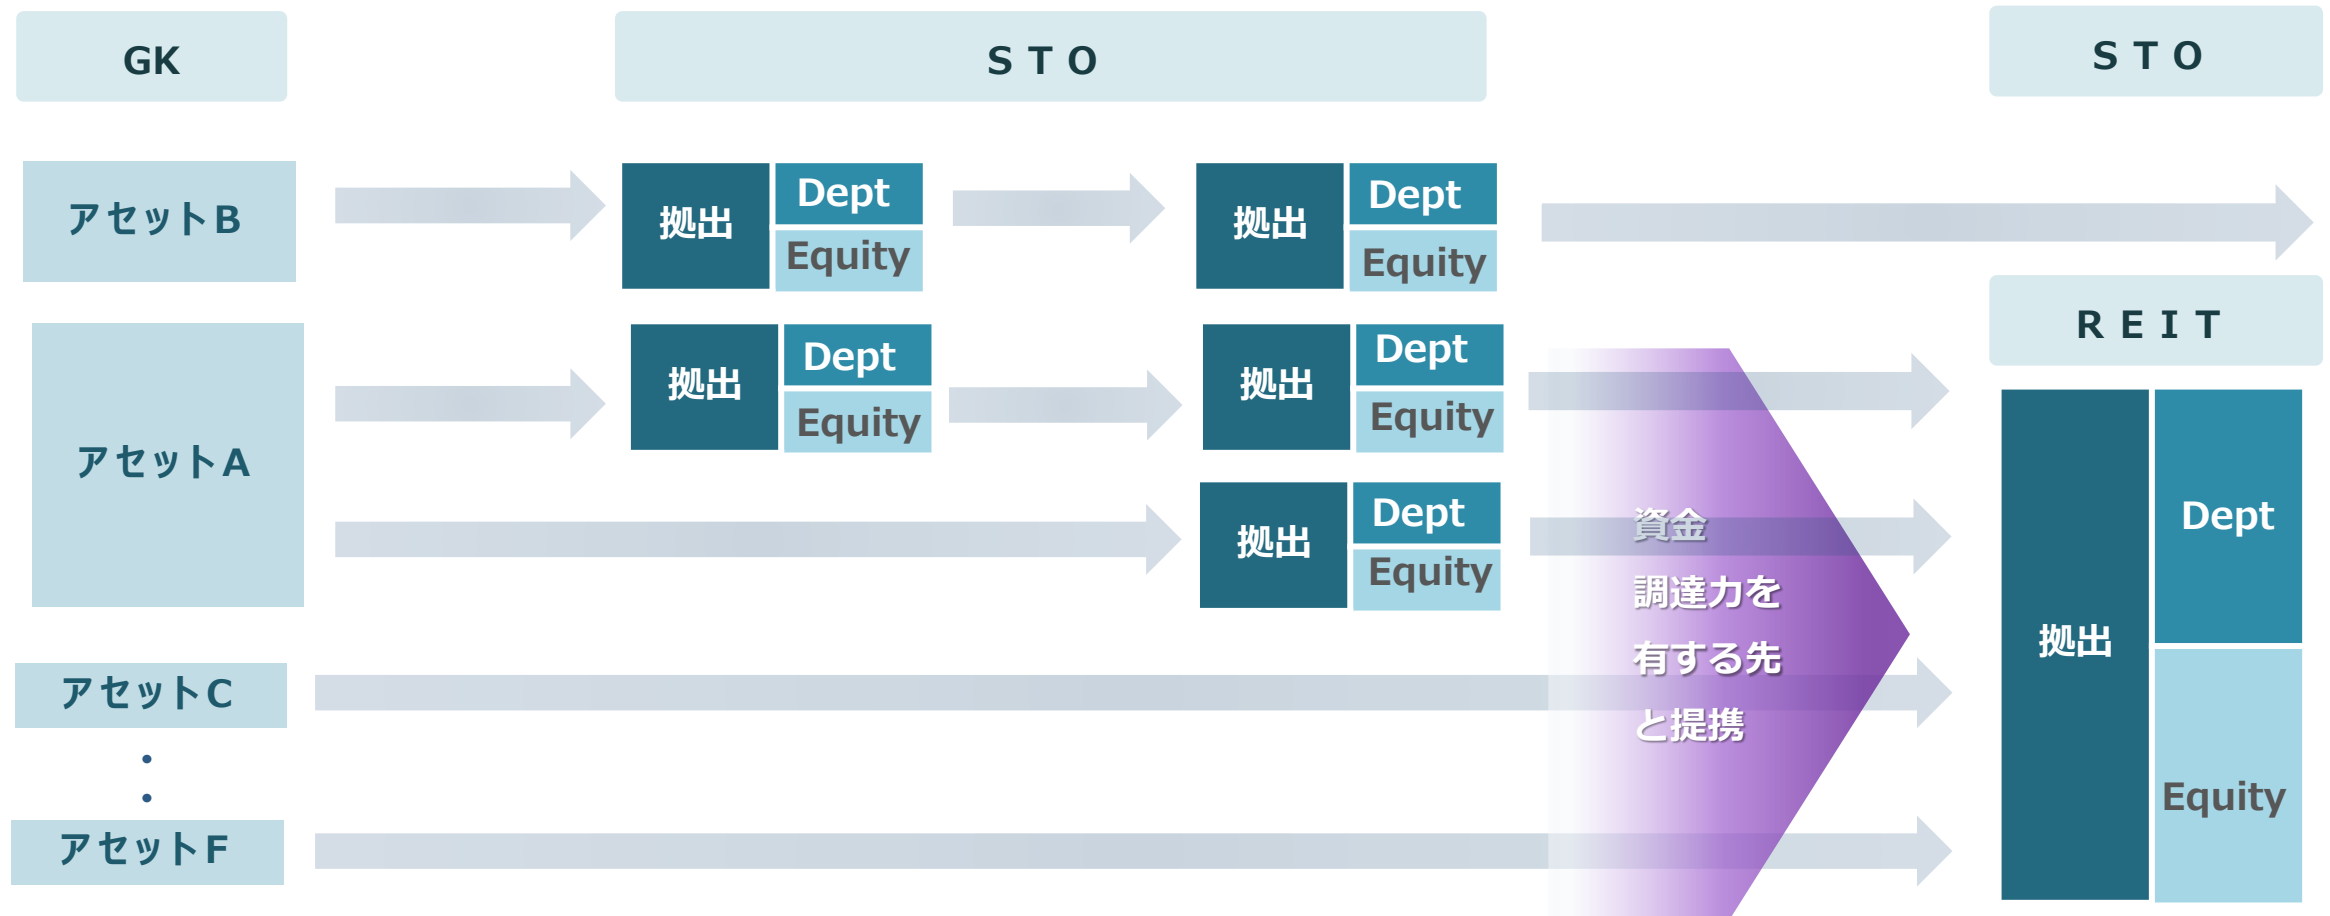 GK
ＳＴＯ
ＳＴＯ
アセットB
拠出
Dept
Equity
拠出
Dept
Equity
ＲＥＩＴ
アセットA
拠出
Dept
Equity
拠出
Dept
Equity
拠出
Dept
Equity
資金
調達力を
有する先
と提携
拠出
Dept
Equity
アセットC
・
・
アセットF